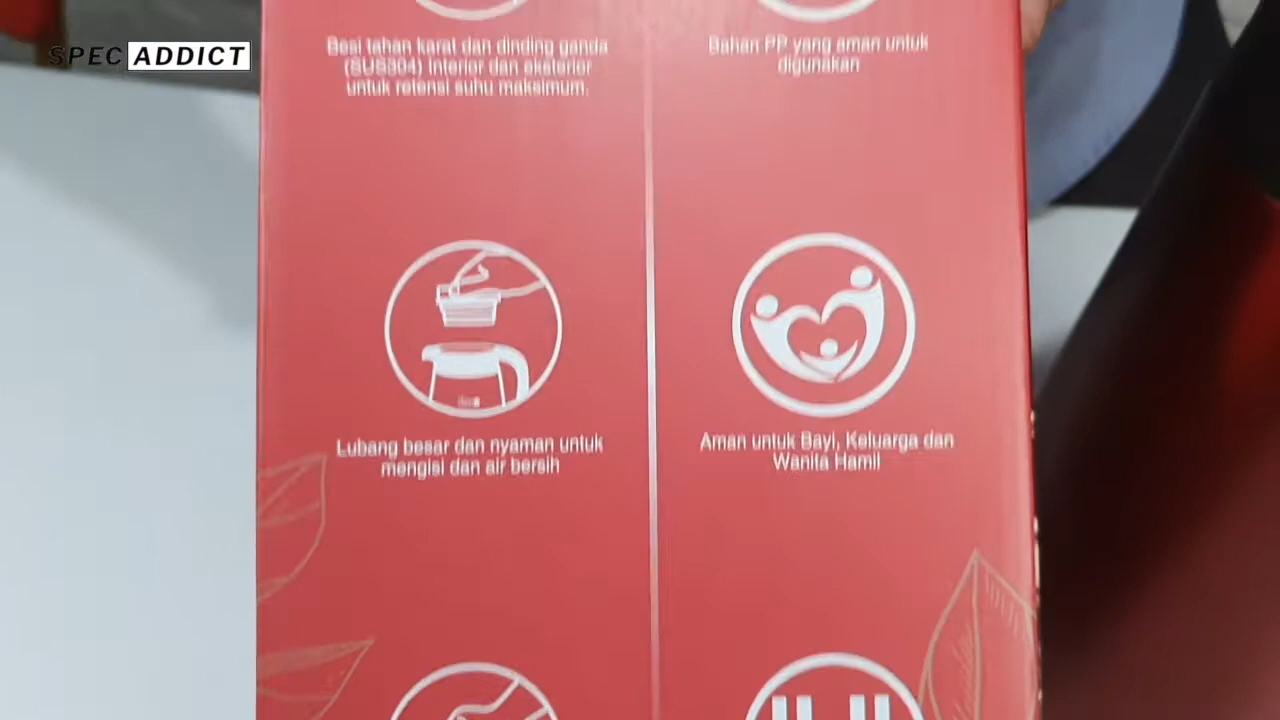 SPEC ADDICT
Besi tahan karat dan dinding ganda
(SUS304) Interior dan eksterior
untuk retensi suhu maksimum.
Bahan PP yang aman untuk
digunakan
Lubang besar dan nyaman untuk
mengisi dan air bersih
Aman untuk Bayi, Keluarga dan
Wanita Hamil